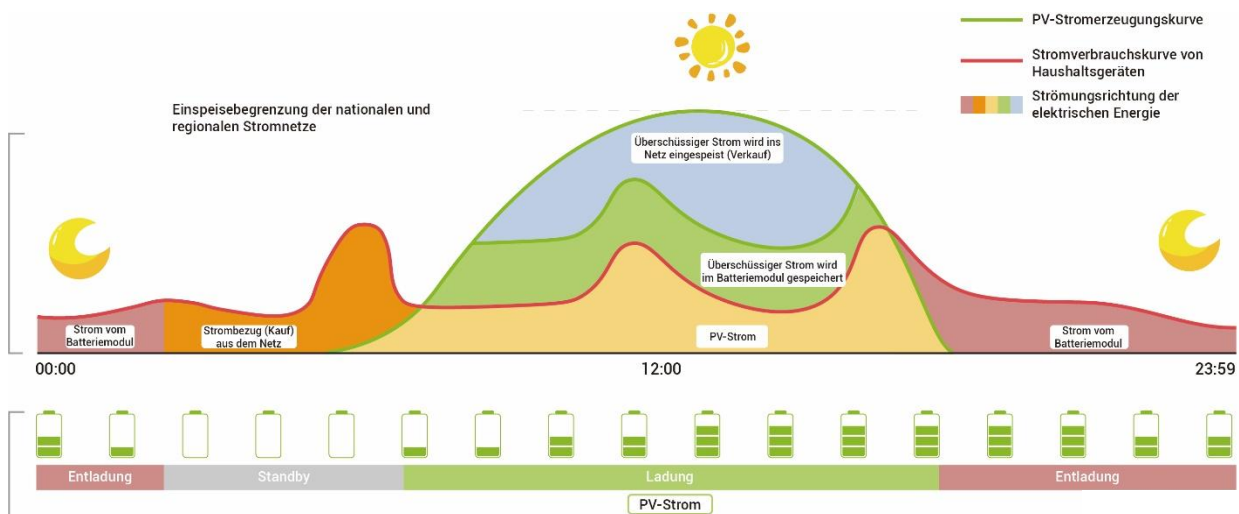 PV-Stromerzeugungskurve
Stromverbrauchskurve von
Haushaltsgeräten
Strömungsrichtung der
elektrischen Energie
Einspeisebegrenzung der nationalen und
regionalen Stromnetze
Überschüssiger Strom wird ins
Netz eingespeist (Verkauf)
Überschüssiger Strom wird
im Batteriemodul gespeichert
Strom vom
Batteriemodul
Strombezug (Kauf)
aus dem Netz
PV-Strom
Strom vom
Batteriemodul
00:00
12:00
23:59
Entladung
Standby
Ladung
Entladung
PV-Strom